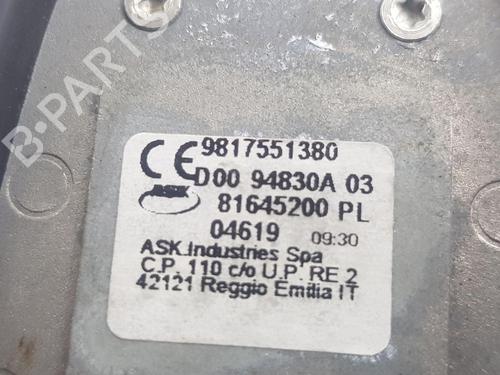 B-PARTS
CE 9817551380
ASK D00 94830A 03
81645200 PL
04619 09:30
ASK Industries Spa
C.P. 110 c/o U.P. RE 2
42121 Reggio Emilia IT